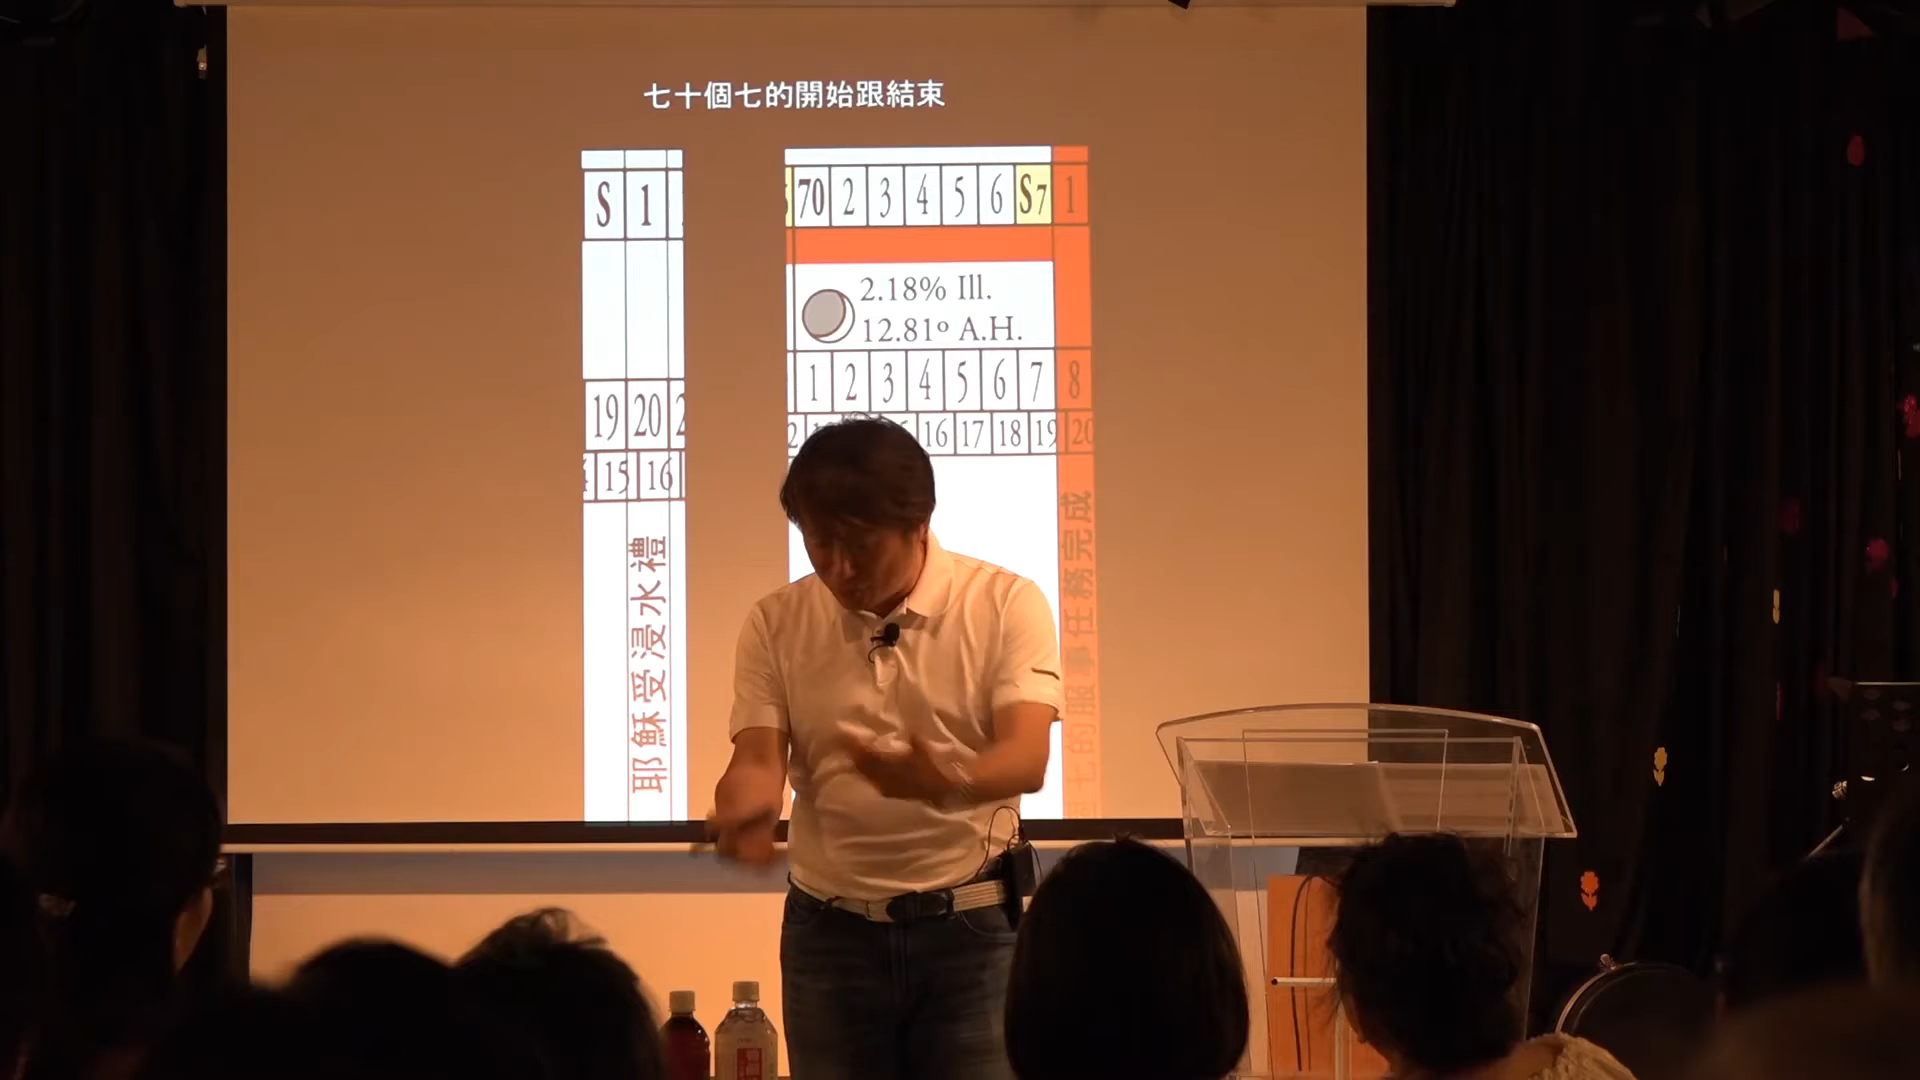 七十個七的開始跟結束
S 1
70 2 3 4 5 6 S7 1
2.18% Ill.
12.81º A.H.
19 20
1 2 3 4 5 6 7 8
15 16
16 17 18 19 20
耶穌受浸水禮
七的服事任務完成